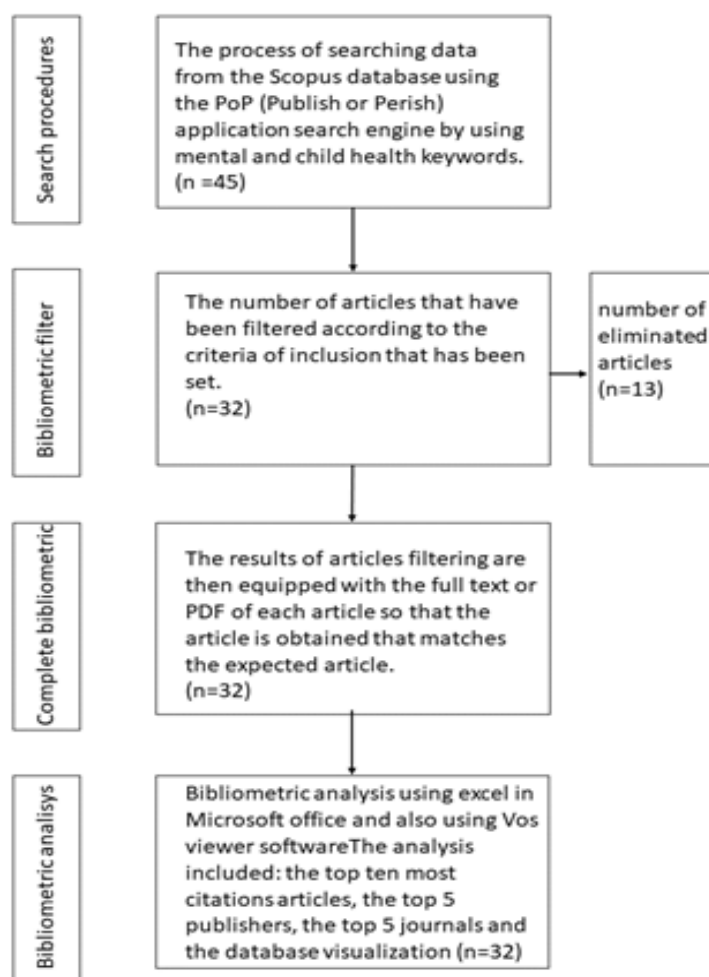 Search procedures
The process of searching data
from the Scopus database using
the PoP (Publish or Perish)
application search engine by using
mental and child health keywords.
(n =45)
Bibliometric filter
The number of articles that have
been filtered according to the
criteria of inclusion that has been
set.
(n=32)
number of
eliminated
articles
(n=13)
Complete bibliometric
The results of articles filtering are
then equipped with the full text or
PDF of each article so that the
article is obtained that matches
the expected article.
(n=32)
Bibliometric analisys
Bibliometric analysis using excel in
Microsoft office and also using Vos
viewer softwareThe analysis
included: the top ten most
citations articles, the top 5
publishers, the top 5 journals and
the database visualization (n=32)